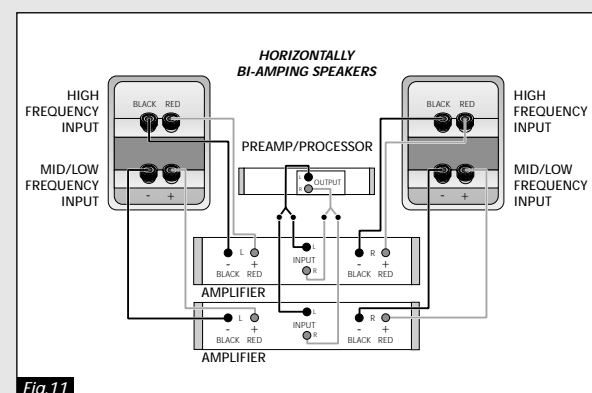 HORIZONTALLY
BI-AMPING SPEAKERS
HIGH
FREQUENCY
INPUT
BLACK RED
MID/LOW
FREQUENCY
INPUT
- +
PREAMP/PROCESSOR
L
R
OUTPUT
BLACK RED
HIGH
FREQUENCY
INPUT
MID/LOW
FREQUENCY
INPUT
- +
L
- +
BLACK RED
L
INPUT
R
R
- +
BLACK RED
AMPLIFIER
L
- +
BLACK RED
L
INPUT
R
R
- +
BLACK RED
AMPLIFIER
Fig.11